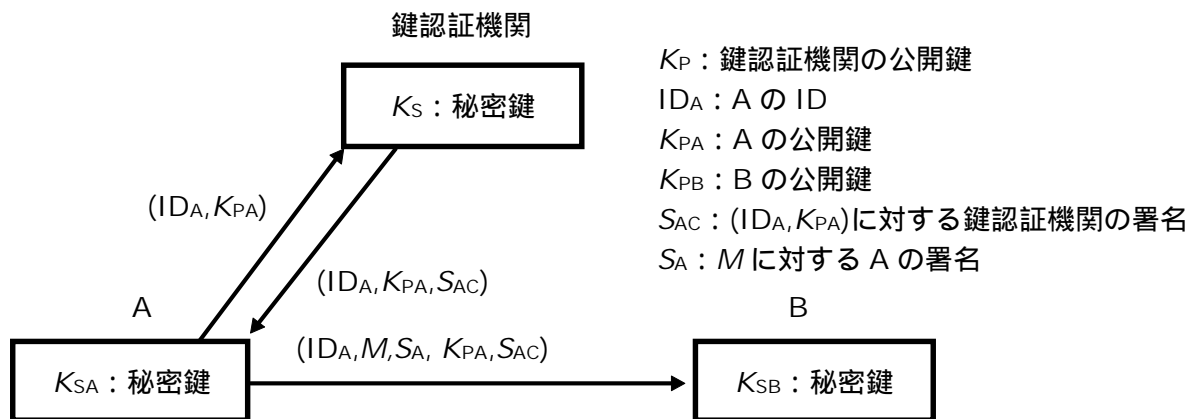 鍵認証機関
KS：秘密鍵
KP：鍵認証機関の公開鍵
IDA：A の ID
KPA：A の公開鍵
KPB：B の公開鍵
SAC：(IDA,KPA)に対する鍵認証機関の署名
SA：M に対する A の署名
(IDA,KPA)
(IDA,KPA,SAC)
A
B
(IDA,M,SA, KPA,SAC)
KSA：秘密鍵
KSB：秘密鍵